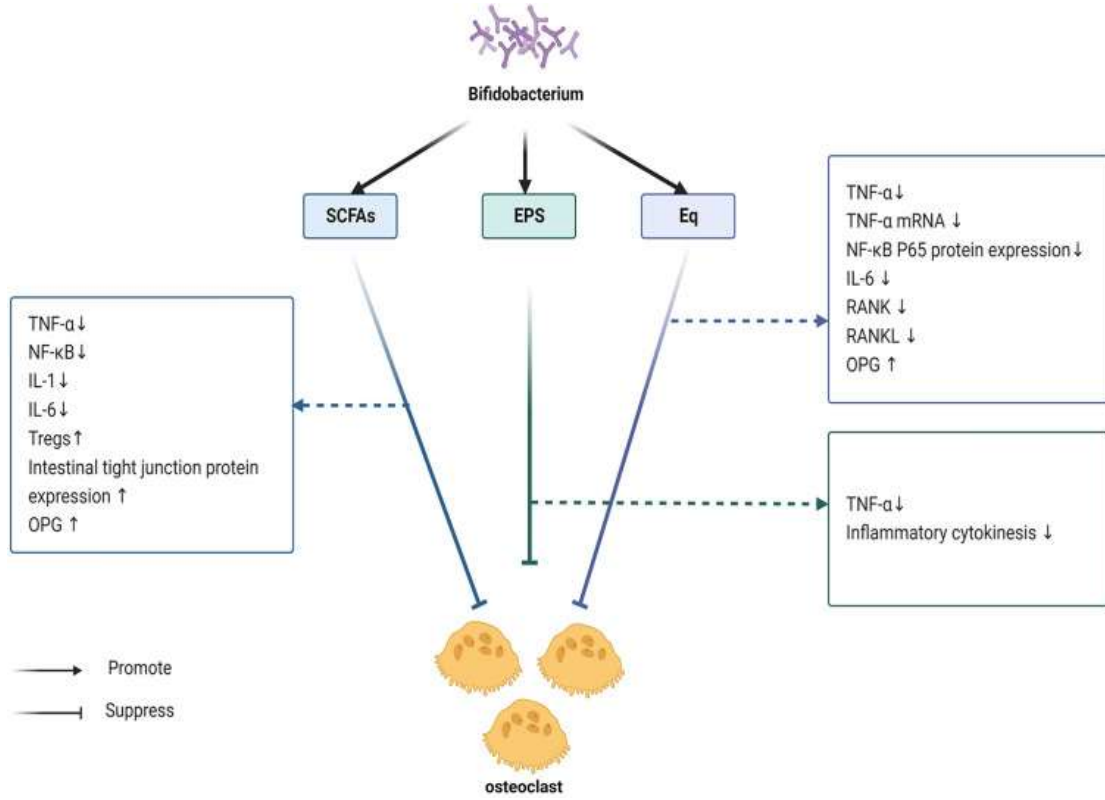 Bifidobacterium
SCFAs
EPS
Eq
TNF-α↓
TNF-α mRNA ↓
NF-κB P65 protein expression↓
IL-6 ↓
RANK ↓
RANKL ↓
OPG ↑
TNF-α↓
NF-κB↓
IL-1↓
IL-6↓
Tregs↑
Intestinal tight junction protein
expression ↑
OPG ↑
TNF-α↓
Inflammatory cytokinesis ↓
Promote
Suppress
osteoclast